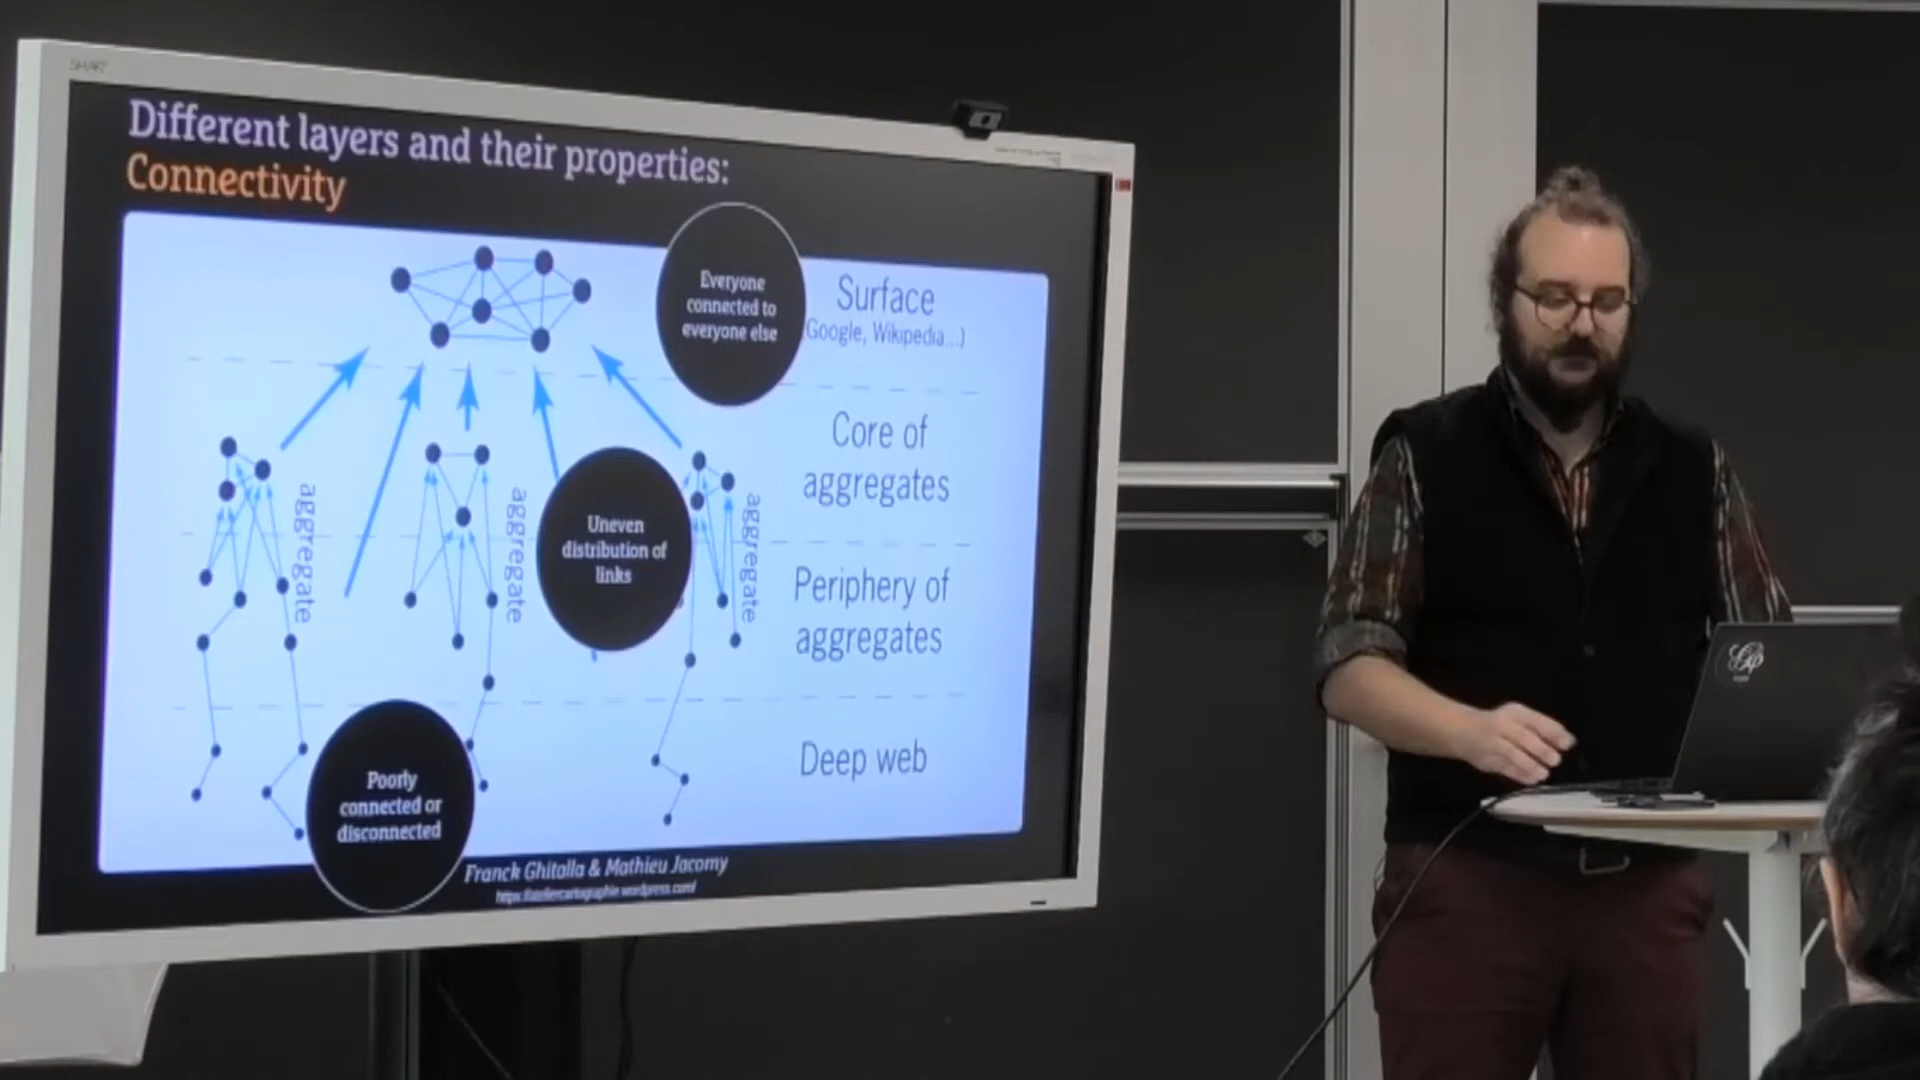 SMART
Different layers and their properties:
Connectivity
Everyone
connected to
everyone else
Surface
(Google, Wikipedia...)
Core of
aggregates
aggregate
aggregate
aggregate
Uneven
distribution of
links
Periphery of
aggregates
Poorly
connected or
disconnected
Deep web
Franck Ghitalla & Mathieu Jacomy
https://ateliercartographie.wordpress.com/